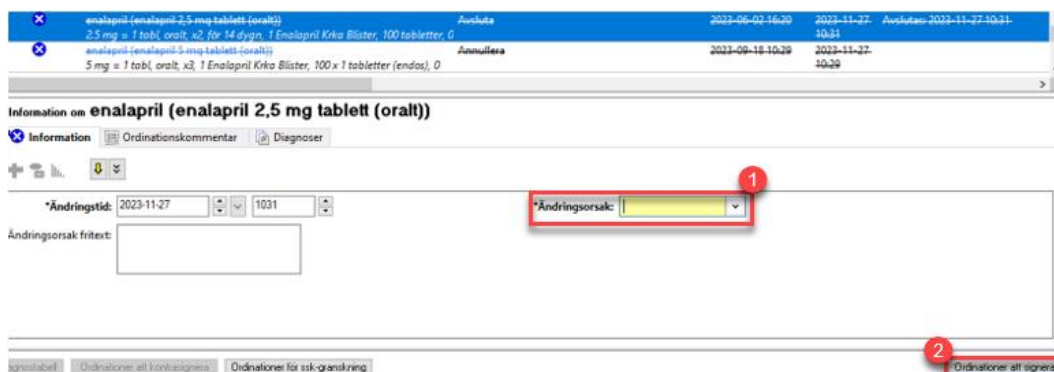 enalapril (enalapril 2,5 mg tablett (oralt)) Avsluta 2023-06-02 16:20 2023-11-27 Avslutas: 2023-11-27 10:31
2.5 mg = 1 tabl, oralt, x2, för 14 dygn, 1 Enalapril Krka Blister, 100 tabletter, 0 10:31
enalapril (enalapril 5 mg tablett (oralt)) Annullera 2023-09-18 10:29 2023-11-27
5 mg = 1 tabl, oralt, x3, 1 Enalapril Krka Blister, 100 x 1 tabletter (endos), 0 10:29
Information om enalapril (enalapril 2,5 mg tablett (oralt))
Information Ordinationskommentar Diagnoser
1
*Ändringstid: 2023-11-27 1031 *Ändringsorsak:
Ändringsorsak fritext:
2
Ordinationer att kontrasignera Ordinationer för ssk-granskning Ordinationer att signera